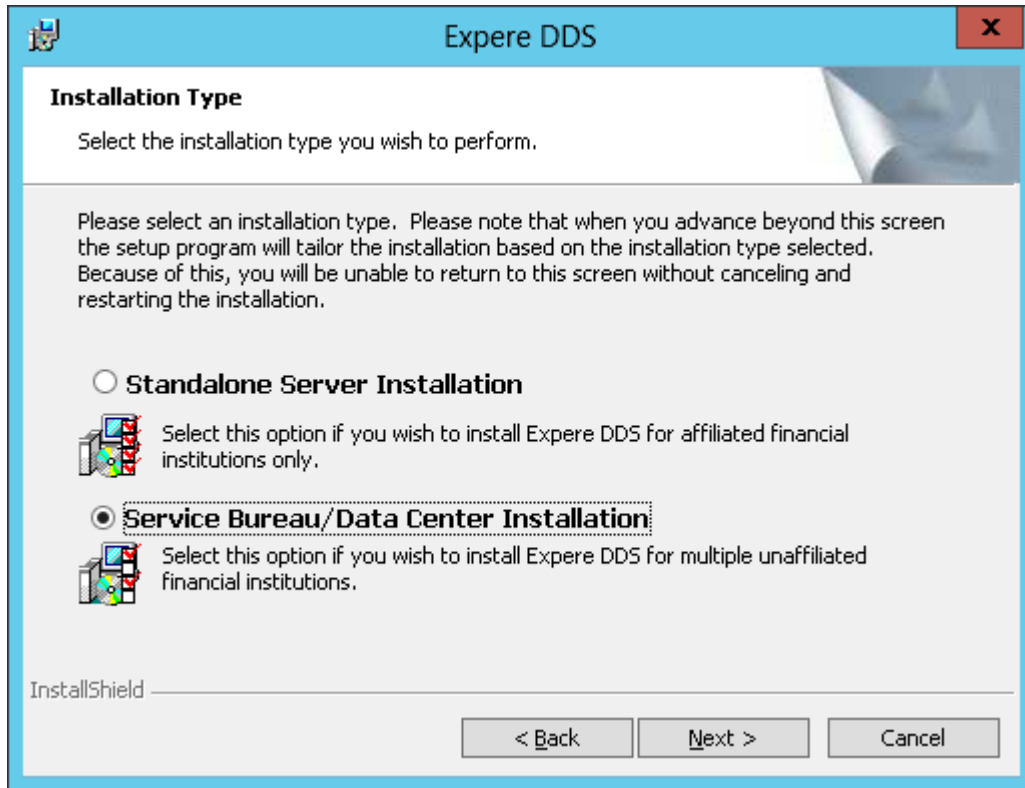 Expere DDS
X
Installation Type
Select the installation type you wish to perform.
Please select an installation type. Please note that when you advance beyond this screen
the setup program will tailor the installation based on the installation type selected.
Because of this, you will be unable to return to this screen without canceling and
restarting the installation.
Standalone Server Installation
Select this option if you wish to install Expere DDS for affiliated financial
institutions only.
Service Bureau/Data Center Installation
Select this option if you wish to install Expere DDS for multiple unaffiliated
financial institutions.
InstallShield
< Back Next > Cancel